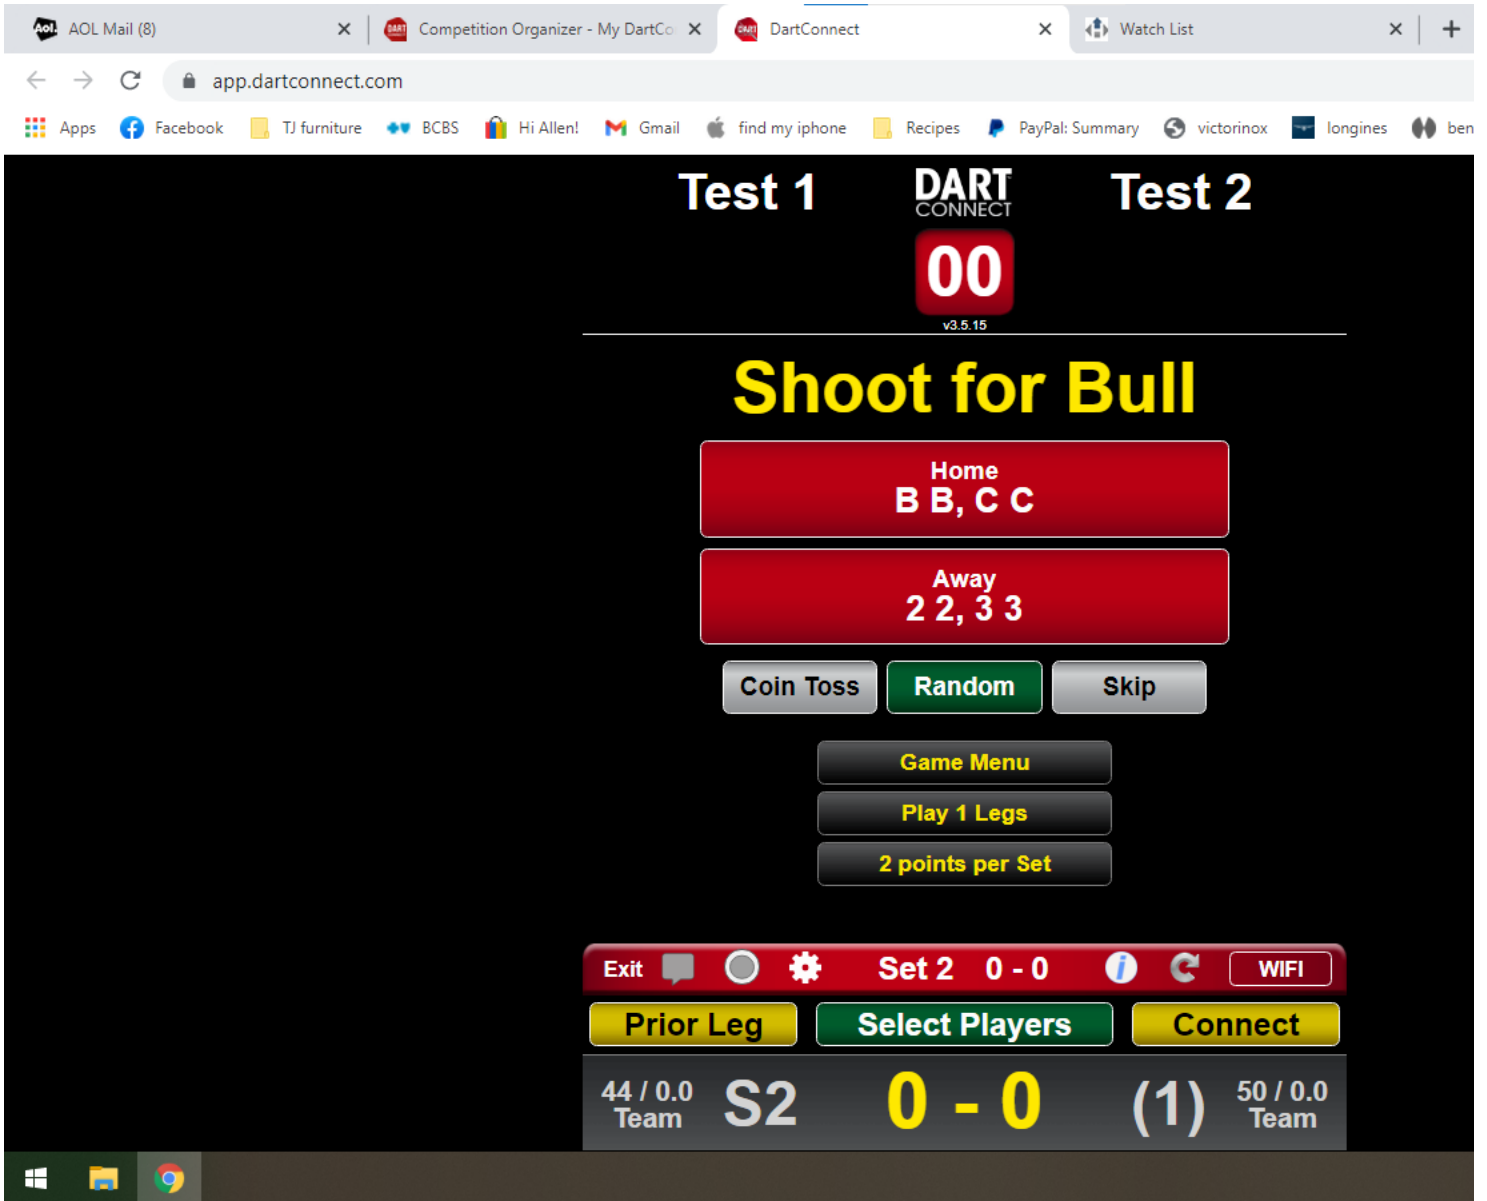 Aol. AOL Mail (8)
DART Competition Organizer - My DartCo
DART DartConnect
Watch List
app.dartconnect.com
Apps
Facebook
TJ furniture
BCBS
Hi Allen!
Gmail
find my iphone
Recipes
PayPal: Summary
victorinox
longines
ben
Test 1
DART
CONNECT
Test 2
00
v3.5.15
Shoot for Bull
Home
B B, C C
Away
2 2, 3 3
Coin Toss
Random
Skip
Game Menu
Play 1 Legs
2 points per Set
Exit
Set 2 0 - 0
i
WIFI
Prior Leg
Select Players
Connect
44 / 0.0
Team
S2
0 - 0
(1)
50 / 0.0
Team